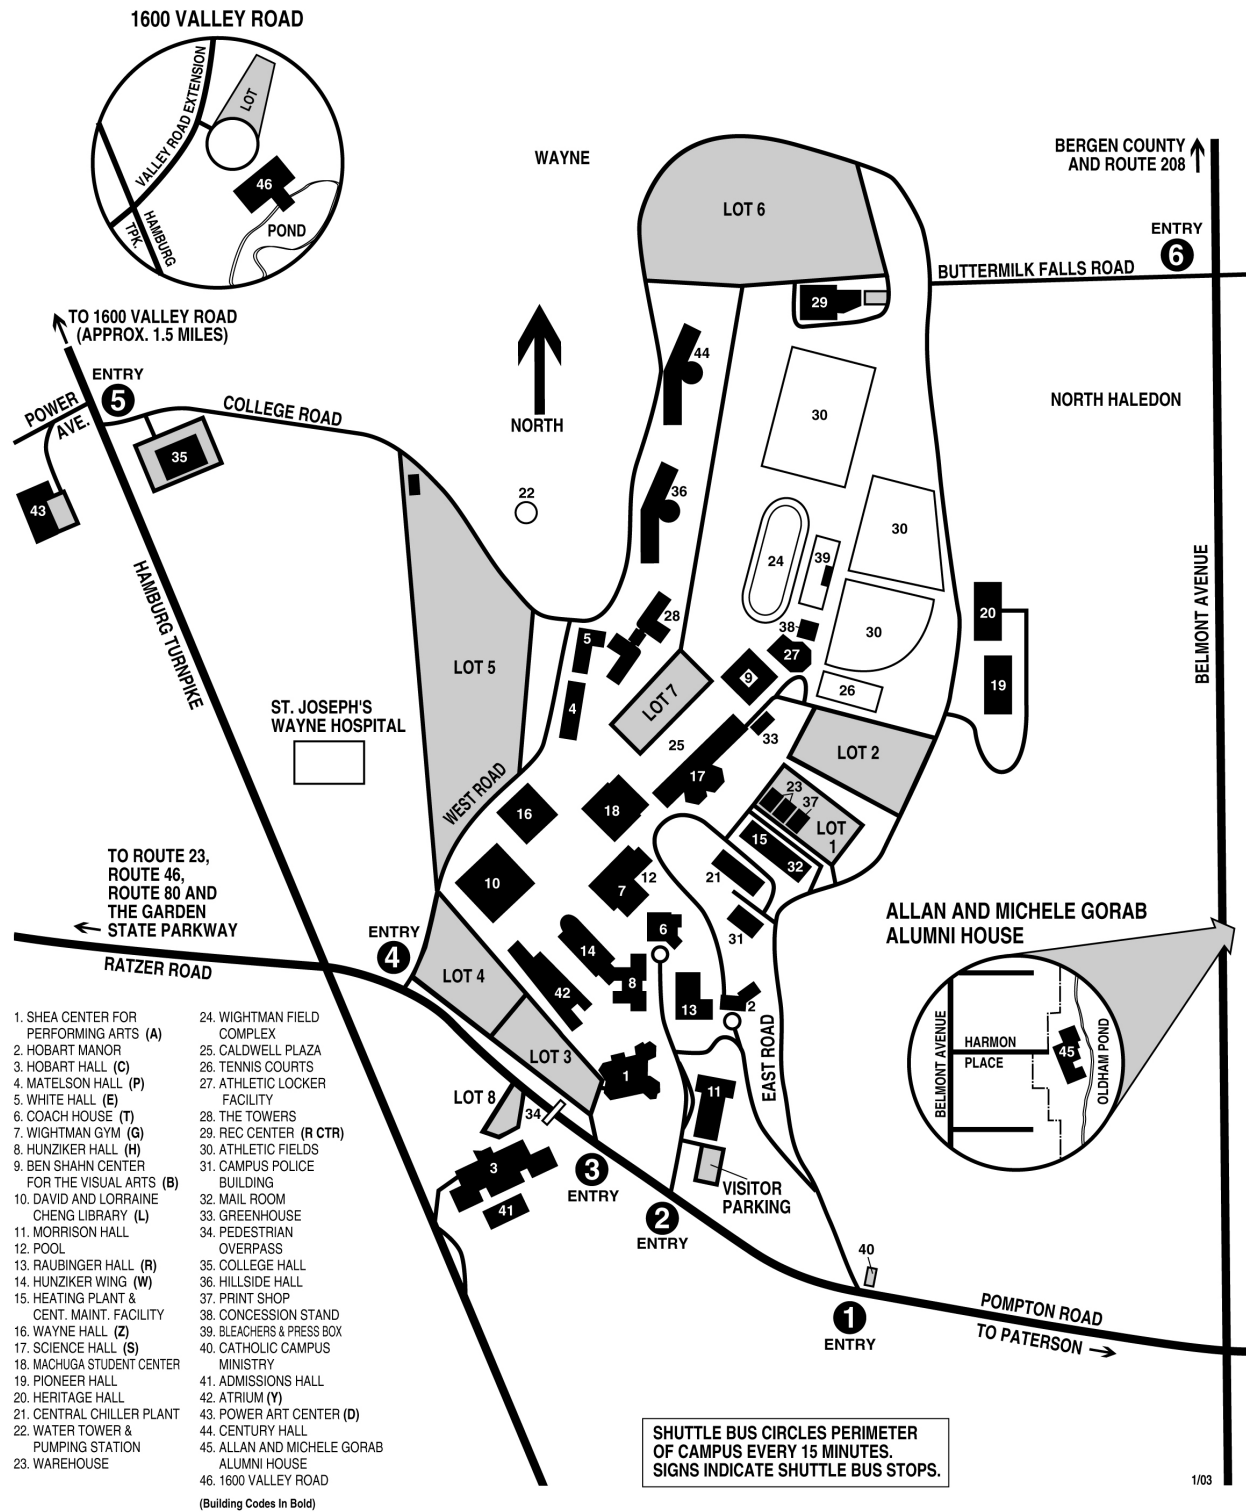 1600 VALLEY ROAD
VALLEY ROAD EXTENSION
LOT
46
POND
HAMBURG
TPK.
WAYNE
BERGEN COUNTY
AND ROUTE 208
ENTRY
6
BUTTERMILK FALLS ROAD
LOT 6
29
TO 1600 VALLEY ROAD
(APPROX. 1.5 MILES)
ENTRY
5
POWER
AVE.
COLLEGE ROAD
NORTH
44
30
NORTH HALEDON
35
43
22
36
30
24
39
HAMBURG TURNPIKE
BELMONT AVENUE
28
38
30
20
5
27
LOT 5
9
19
4
LOT 7
26
ST. JOSEPH'S
WAYNE HOSPITAL
25
33
LOT 2
17
WEST ROAD
23
37
16
18
LOT
1
15
32
TO ROUTE 23,
ROUTE 46,
ROUTE 80 AND
THE GARDEN
STATE PARKWAY
10
7
12
21
ENTRY
4
6
31
ALLAN AND MICHELE GORAB
ALUMNI HOUSE
RATZER ROAD
LOT 4
14
42
8
13
2
LOT 3
EAST ROAD
BELMONT AVENUE
HARMON
PLACE
45
OLDHAM POND
1
11
LOT 8
34
3
41
3
ENTRY
VISITOR
PARKING
2
ENTRY
40
1
ENTRY
POMPTON ROAD
TO PATERSON
1. SHEA CENTER FOR
PERFORMING ARTS (A)
2. HOBART MANOR
3. HOBART HALL (C)
4. MATELSON HALL (P)
5. WHITE HALL (E)
6. COACH HOUSE (T)
7. WIGHTMAN GYM (G)
8. HUNZIKER HALL (H)
9. BEN SHAHN CENTER
FOR THE VISUAL ARTS (B)
10. DAVID AND LORRAINE
CHENG LIBRARY (L)
11. MORRISON HALL
12. POOL
13. RAUBINGER HALL (R)
14. HUNZIKER WING (W)
15. HEATING PLANT &
CENT. MAINT. FACILITY
16. WAYNE HALL (Z)
17. SCIENCE HALL (S)
18. MACHUGA STUDENT CENTER
19. PIONEER HALL
20. HERITAGE HALL
21. CENTRAL CHILLER PLANT
22. WATER TOWER &
PUMPING STATION
23. WAREHOUSE
24. WIGHTMAN FIELD
COMPLEX
25. CALDWELL PLAZA
26. TENNIS COURTS
27. ATHLETIC LOCKER
FACILITY
28. THE TOWERS
29. REC CENTER (R CTR)
30. ATHLETIC FIELDS
31. CAMPUS POLICE
BUILDING
32. MAIL ROOM
33. GREENHOUSE
34. PEDESTRIAN
OVERPASS
35. COLLEGE HALL
36. HILLSIDE HALL
37. PRINT SHOP
38. CONCESSION STAND
39. BLEACHERS & PRESS BOX
40. CATHOLIC CAMPUS
MINISTRY
41. ADMISSIONS HALL
42. ATRIUM (Y)
43. POWER ART CENTER (D)
44. CENTURY HALL
45. ALLAN AND MICHELE GORAB
ALUMNI HOUSE
46. 1600 VALLEY ROAD
(Building Codes In Bold)
SHUTTLE BUS CIRCLES PERIMETER
OF CAMPUS EVERY 15 MINUTES.
SIGNS INDICATE SHUTTLE BUS STOPS.
1/03